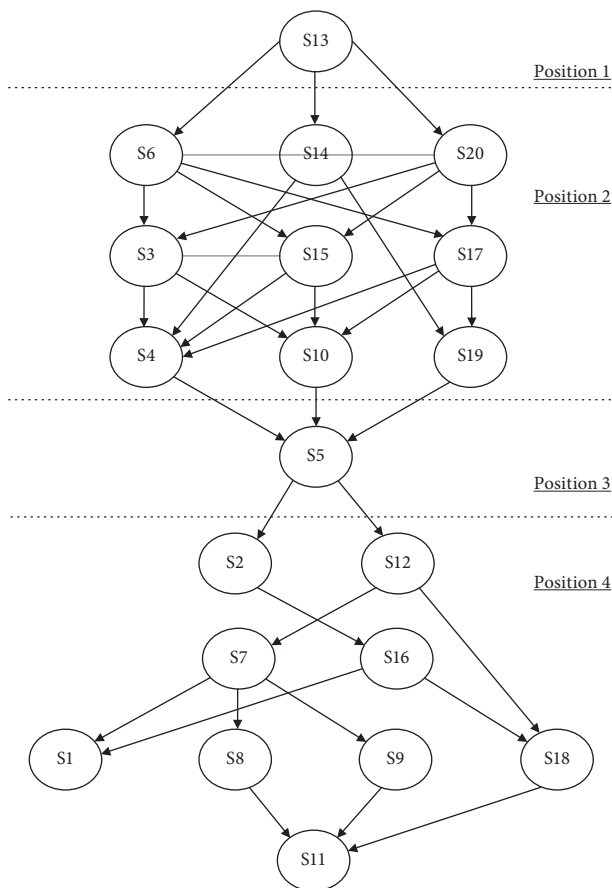 S13
Position 1
S6
S14
S20
Position 2
S3
S15
S17
S4
S10
S19
S5
Position 3
S2
S12
Position 4
S7
S16
S1
S8
S9
S18
S11